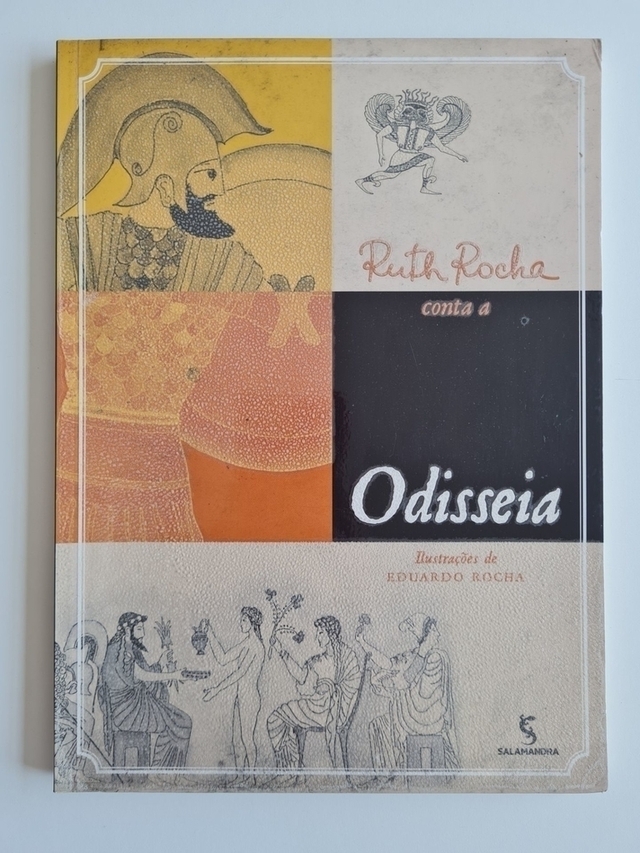 Ruth Rocha
conta a
Odisseia
Ilustrações de
EDUARDO ROCHA
SALAMANDRA